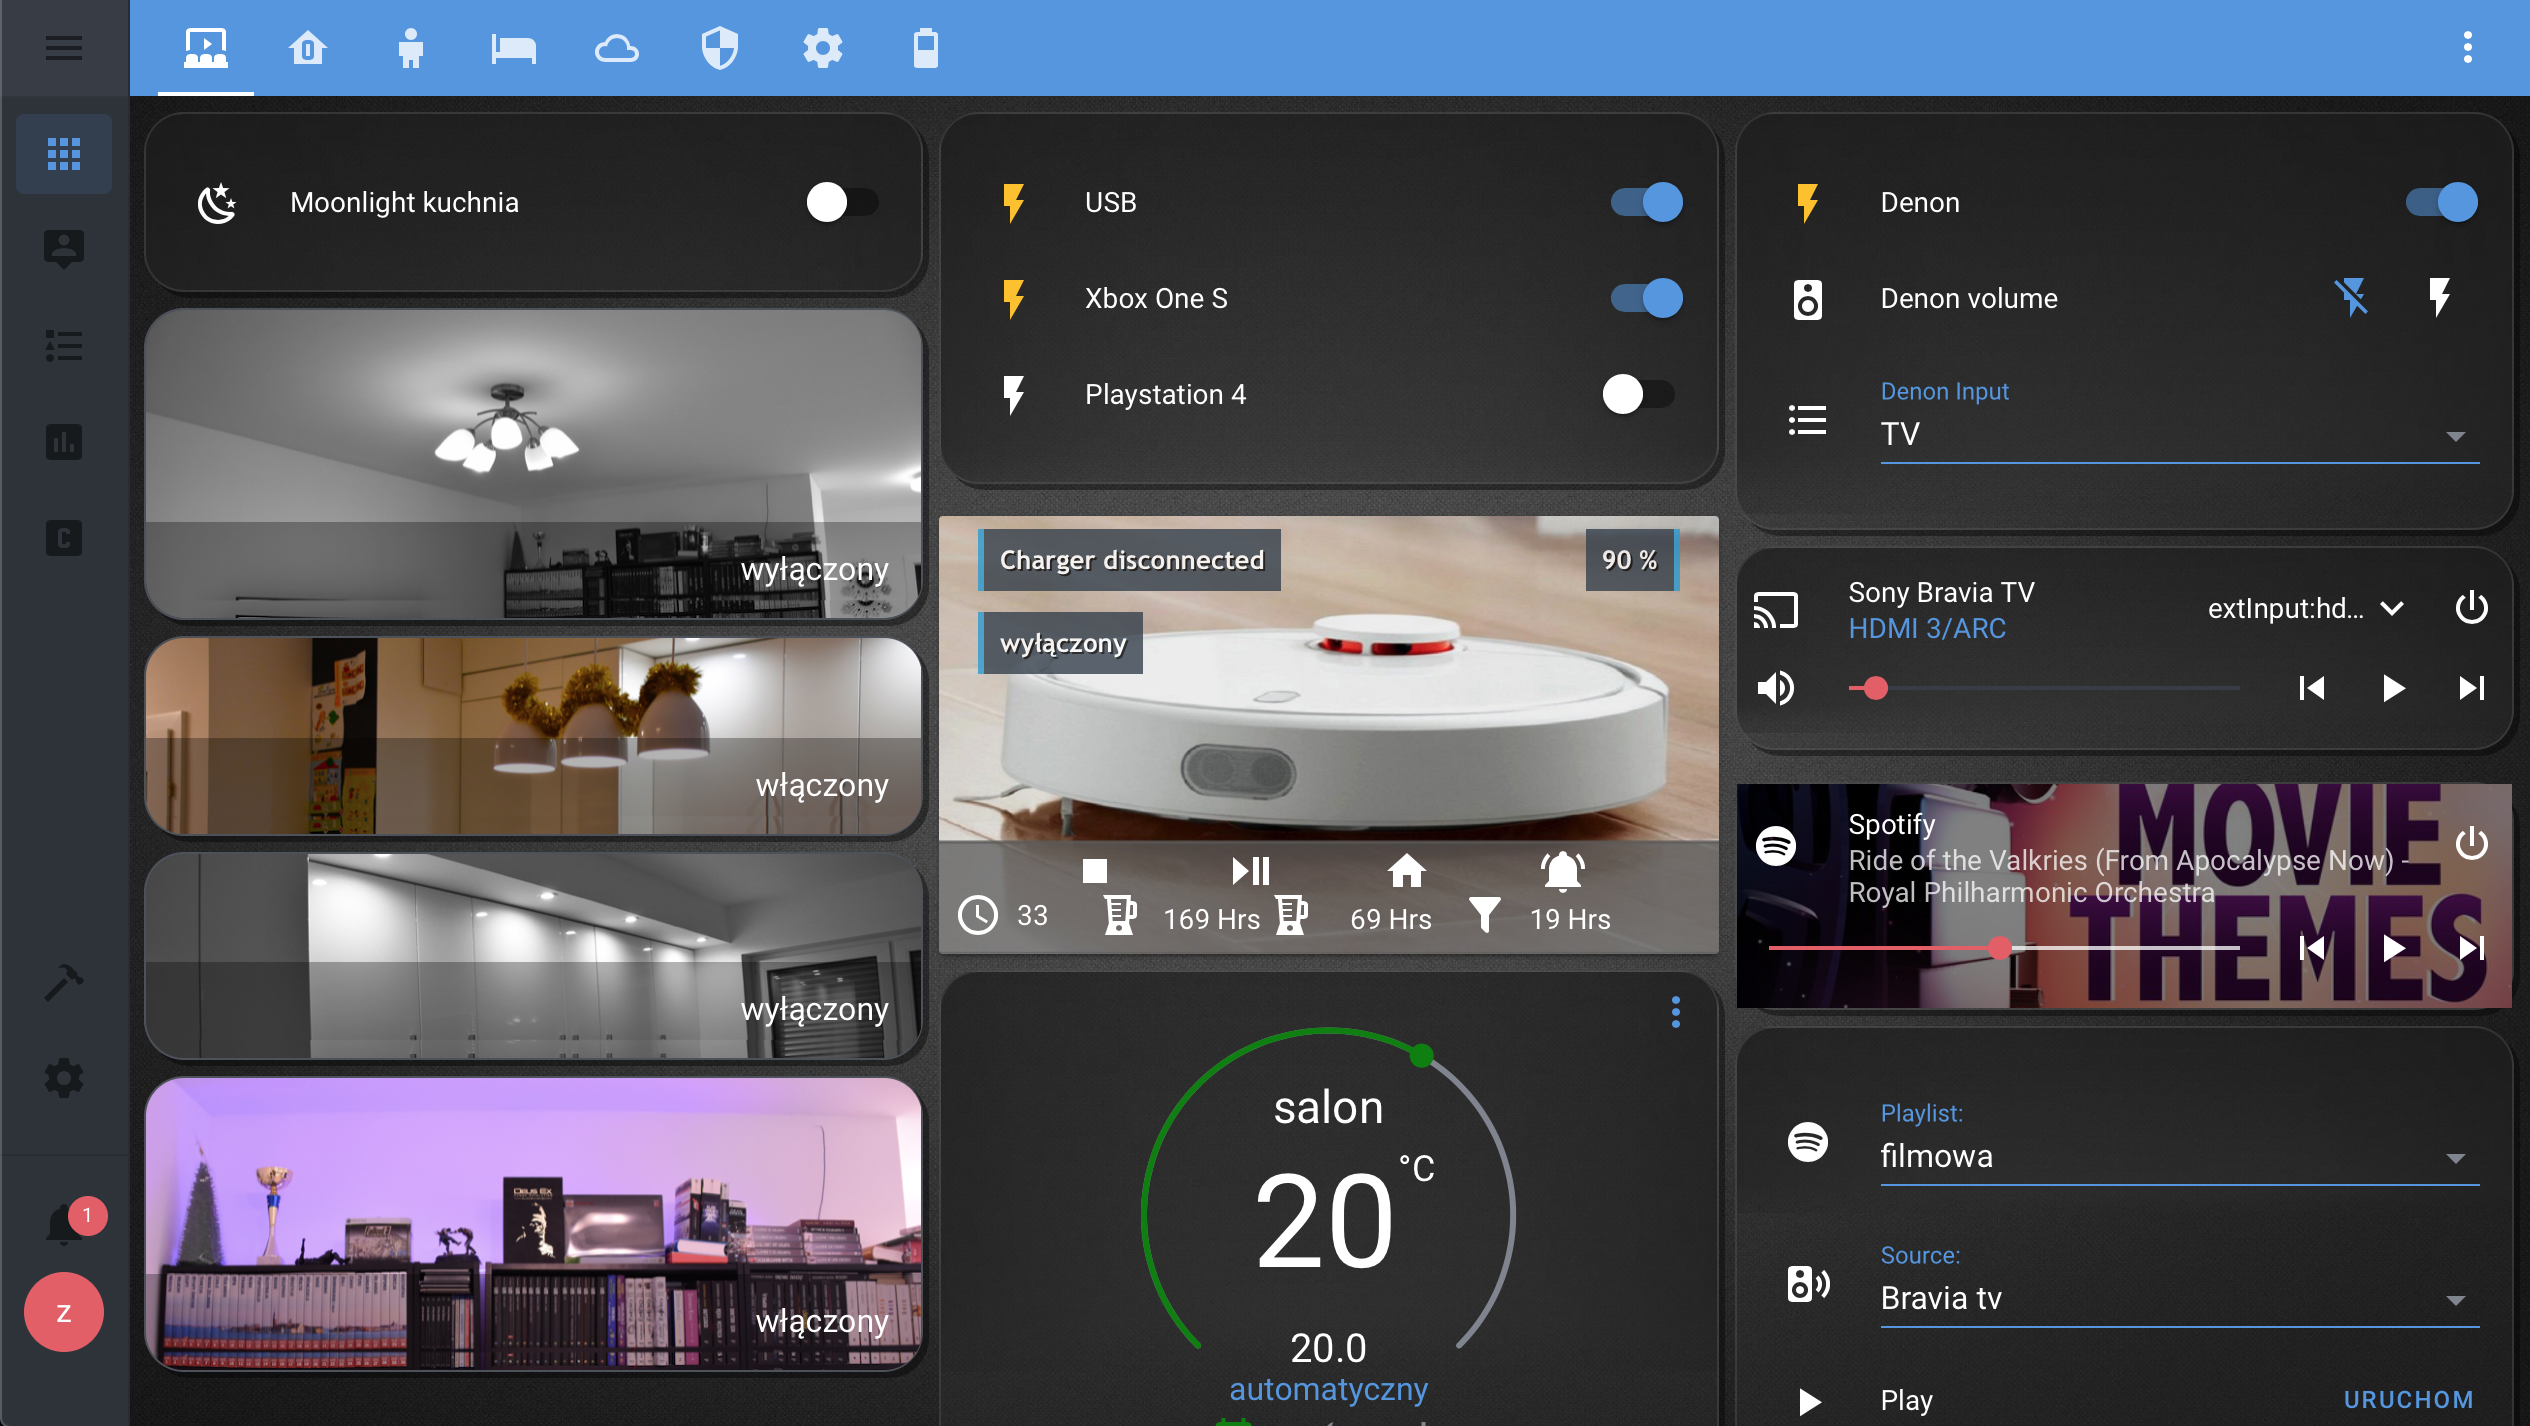 Moonlight kuchnia
wyłączony
włączony
wyłączony
Deus Ex
włączony
USB
Xbox One S
Playstation 4
Charger disconnected
90 %
wyłączony
33
169 Hrs
69 Hrs
19 Hrs
salon
20 °C
20.0
automatyczny
Denon
Denon volume
Denon Input
TV
Sony Bravia TV
extInput:hd...
HDMI 3/ARC
Spotify
Ride of the Valkries (From Apocalypse Now) -
Royal Philharmonic Orchestra
MOVIE
THEMES
Playlist:
filmowa
Source:
Bravia tv
Play
URUCHOM
C
1
z